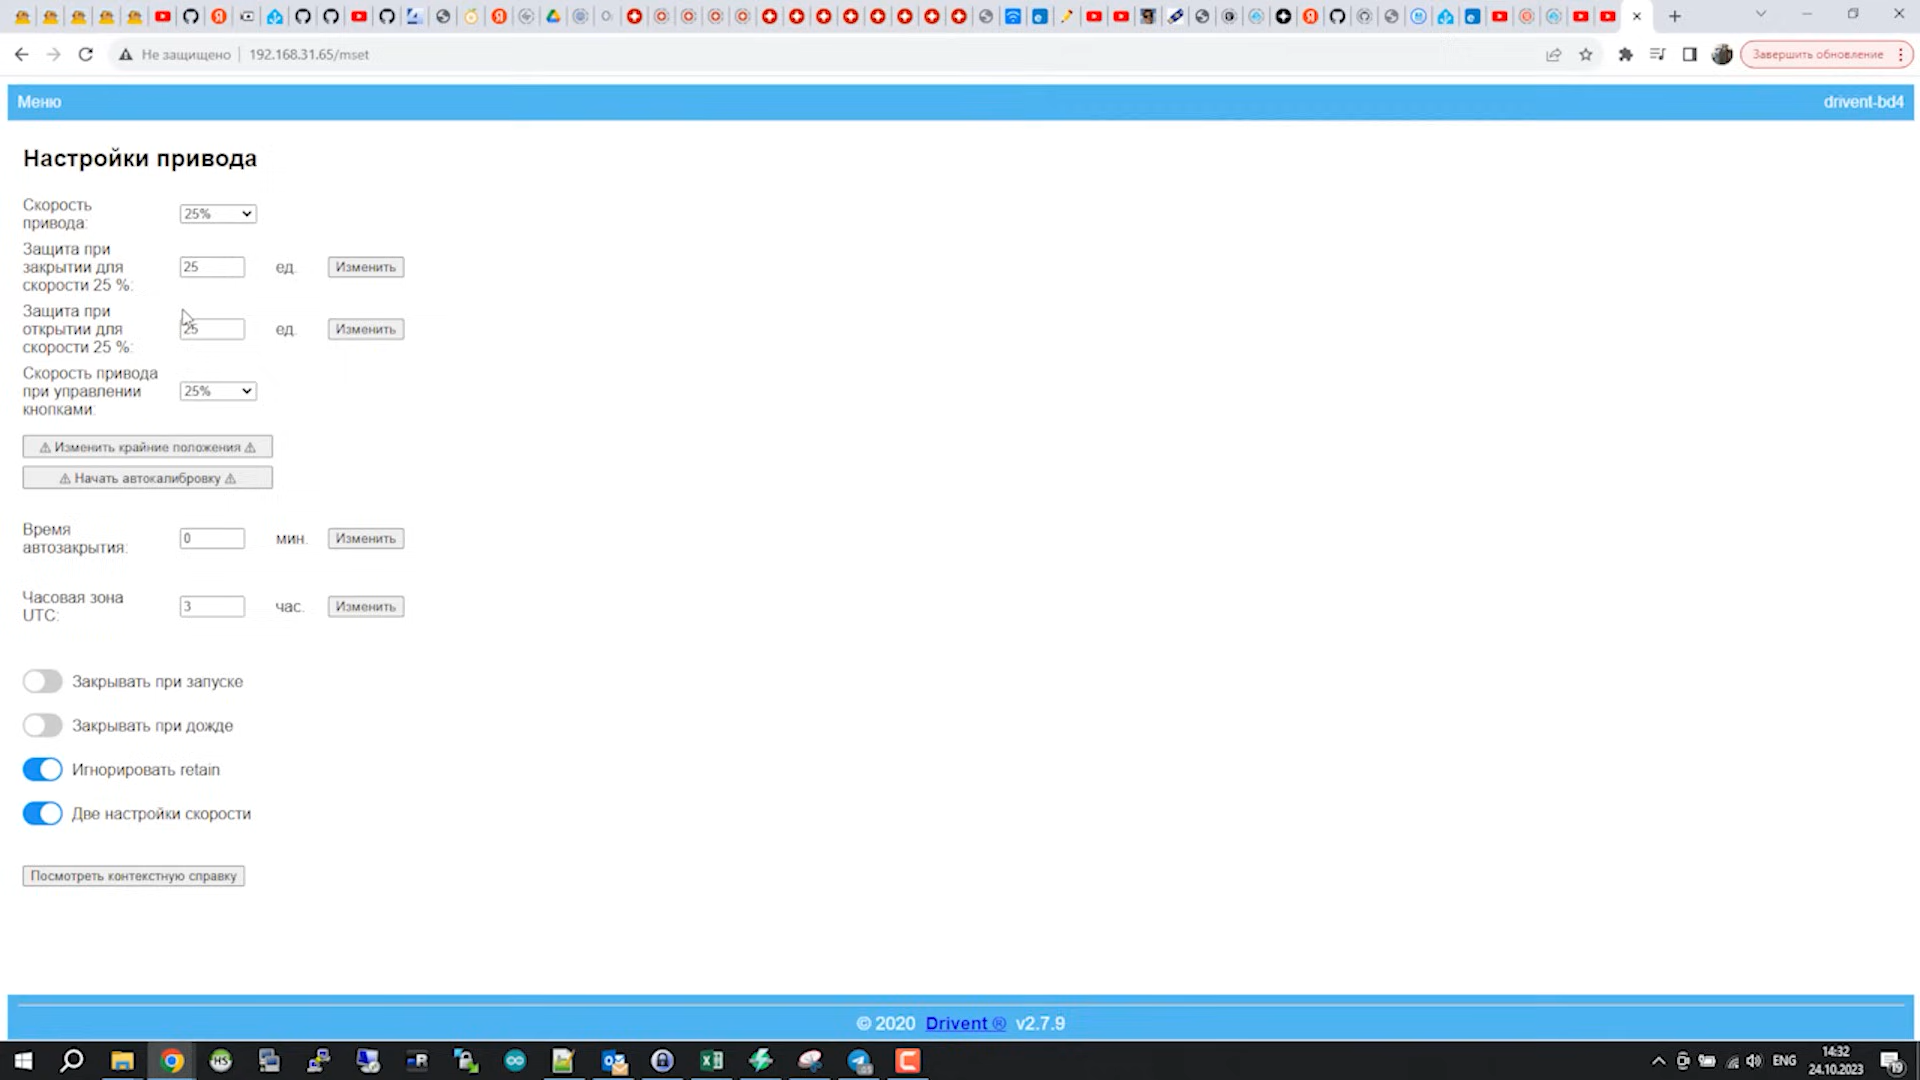 Не защищено
192.168.31.65/mset
Завершить обновление
Меню
drivent-bd4
Настройки привода
Скорость
привода:
25%
Защита при
закрытии для
скорости 25 %:
25
ед.
Изменить
Защита при
открытии для
скорости 25 %:
25
ед.
Изменить
Скорость привода
при управлении
кнопками:
25%
⚠ Изменить крайние положения ⚠
⚠ Начать автокалибровку ⚠
Время
автозакрытия:
0
мин.
Изменить
Часовая зона
UTC:
3
час.
Изменить
Закрывать при запуске
Закрывать при дожде
Игнорировать retain
Две настройки скорости
Посмотреть контекстную справку
© 2020 Drivent ® v2.7.9
ENG
14:32
24.10.2023